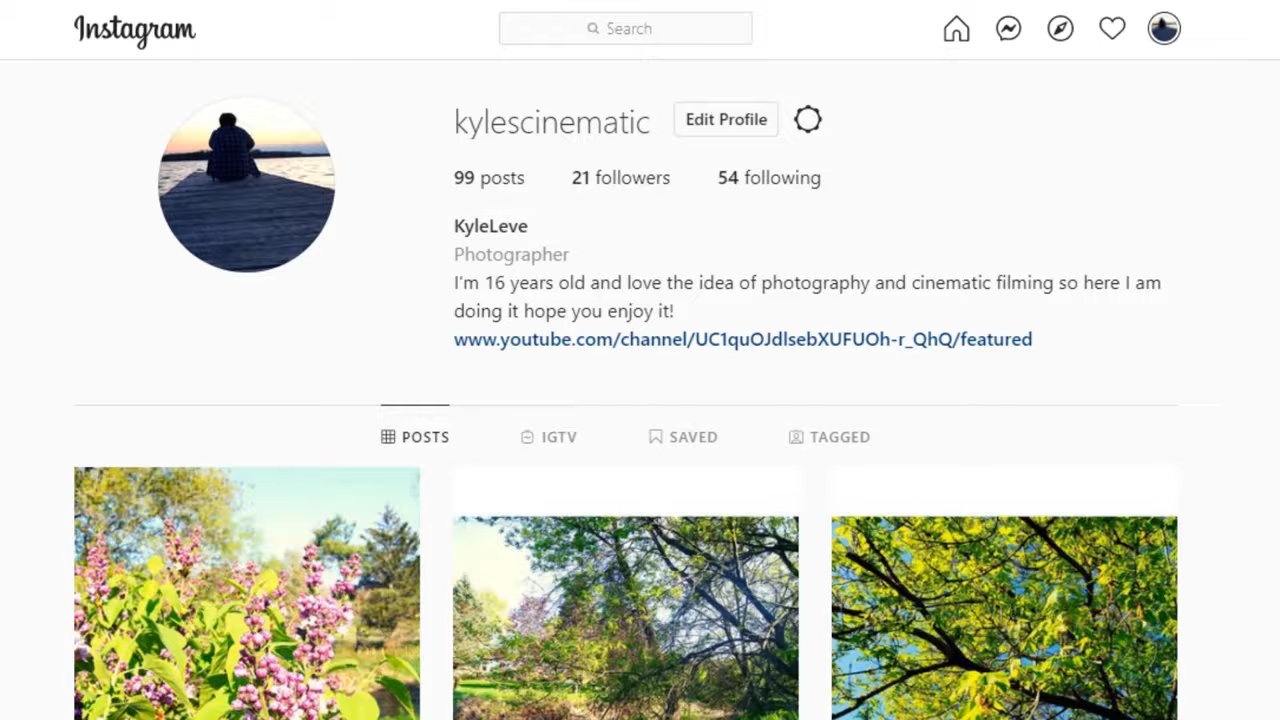 Instagram
Search
kylescinematic
Edit Profile
99 posts
21 followers
54 following
KyleLeve
Photographer
I'm 16 years old and love the idea of photography and cinematic filming so here I am
doing it hope you enjoy it!
www.youtube.com/channel/UC1quOJdlsebXUFUOh-r_QhQ/featured
POSTS
IGTV
SAVED
TAGGED